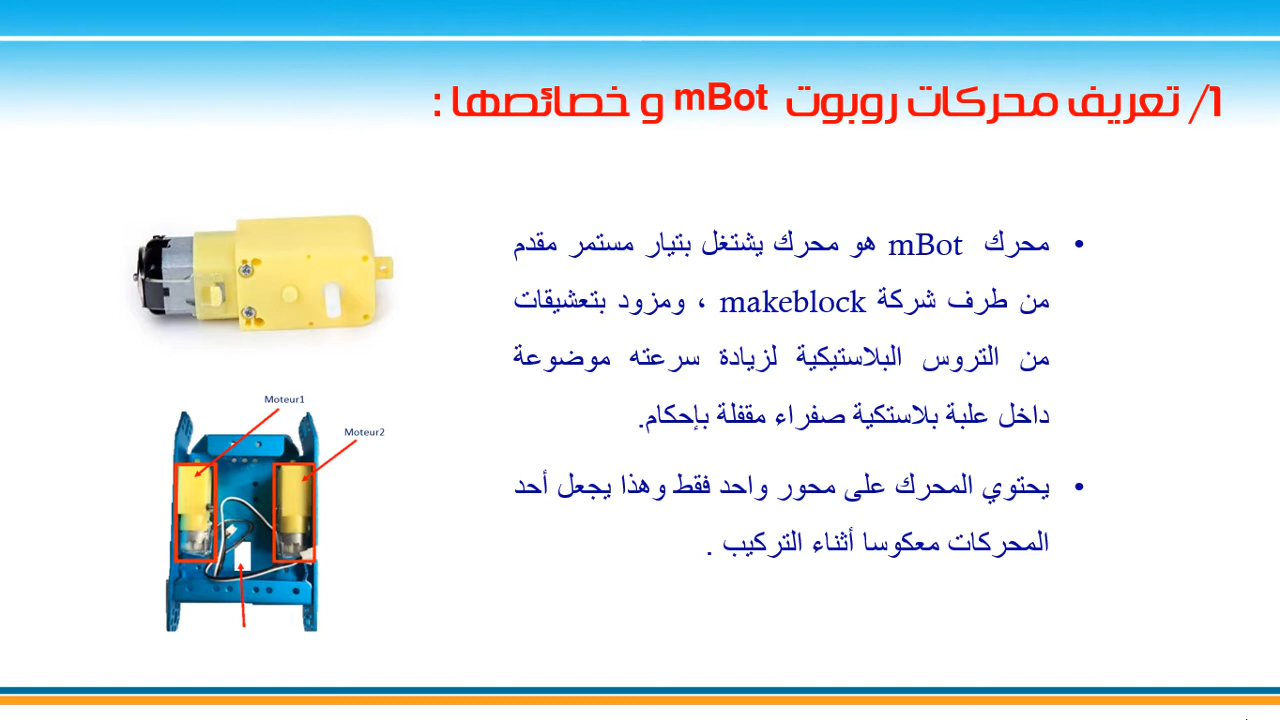 1/ تعريف محركات روبوت mBot و خصائصها :
• محرك mBot هو محرك يشتغل بتيار مستمر مقدم
من طرف شركة makeblock ، ومزود بتعشيقات
من التروس البلاستيكية لزيادة سرعته موضوعة
داخل علبة بلاستكية صفراء مقفلة بإحكام.
• يحتوي المحرك على محور واحد فقط وهذا يجعل أحد
المحركات معكوسا أثناء التركيب .
Moteur1
Moteur2